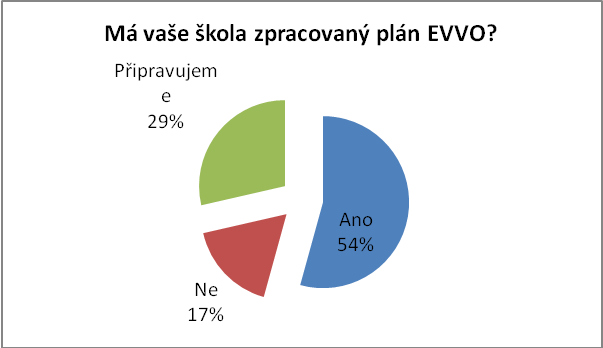 Má vaše škola zpracovaný plán EVVO?
Připravujem
e
29%
Ano
54%
Ne
17%